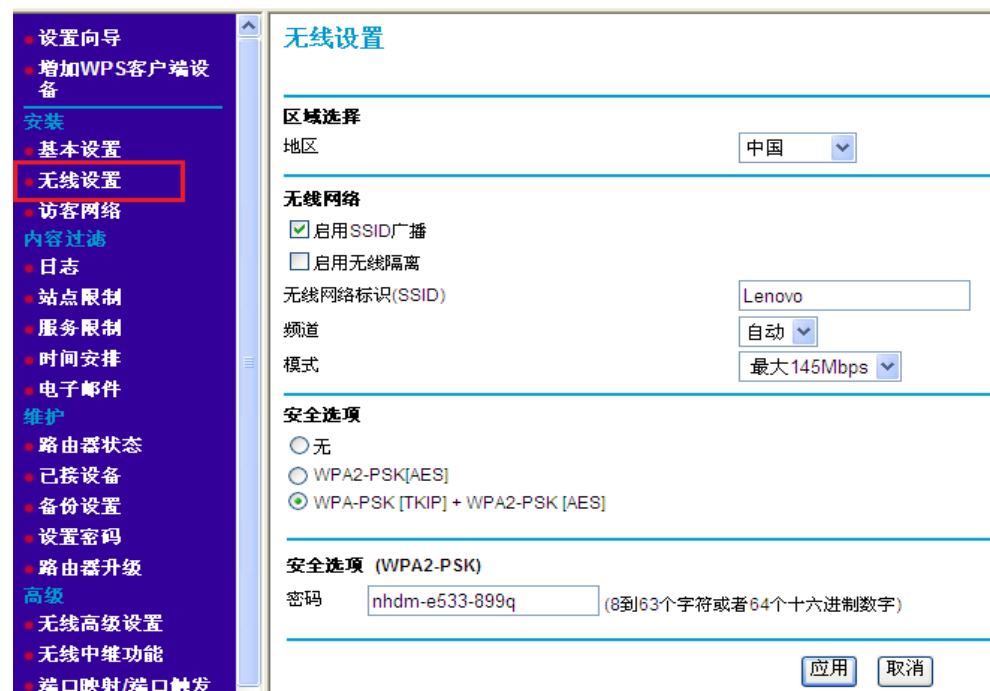 设置向导
增加WPS客户端设
备
安装
基本设置
无线设置
访客网络
内容过滤
日志
站点限制
服务限制
时间安排
电子邮件
维护
路由器状态
已接设备
备份设置
设置密码
路由器升级
高级
无线高级设置
无线中继功能
端口映射/端口触发
无线设置
区域选择
地区 中国
无线网络
启用SSID广播
启用无线隔离
无线网络标识(SSID) Lenovo
频道 自动
模式 最大145Mbps
安全选项
无
WPA2-PSK[AES]
WPA-PSK [TKIP] + WPA2-PSK [AES]
安全选项 (WPA2-PSK)
密码 nhdm-e533-899q (8到63个字符或者64个十六进制数字)
应用 取消